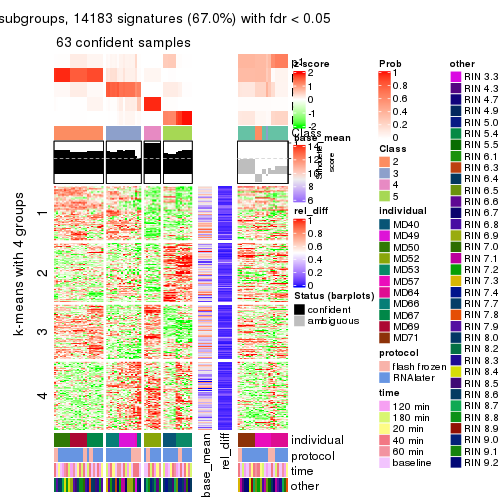 subgroups, 14183 signatures (67.0%) with fdr < 0.05
63 confident samples
k-means with 4 groups
1
2
3
4
p1
Class
Silhouette
score
base_mean
rel_diff
individual
protocol
time
other
z-score
2
1
0
-1
-2
base_mean
14
12
10
8
6
rel_diff
1
0.8
0.6
0.4
0.2
0
Status (barplots)
confident
ambiguous
Prob
1
0.8
0.6
0.4
0.2
0
Class
2
3
4
5
individual
MD40
MD49
MD50
MD52
MD53
MD57
MD64
MD66
MD67
MD69
MD71
protocol
flash frozen
RNAlater
time
120 min
180 min
20 min
40 min
60 min
baseline
other
RIN 3.3
RIN 4.3
RIN 4.7
RIN 4.9
RIN 5.0
RIN 5.4
RIN 5.5
RIN 6.1
RIN 6.3
RIN 6.4
RIN 6.5
RIN 6.6
RIN 6.7
RIN 6.8
RIN 6.9
RIN 7.0
RIN 7.1
RIN 7.2
RIN 7.3
RIN 7.4
RIN 7.7
RIN 7.8
RIN 7.9
RIN 8.0
RIN 8.2
RIN 8.3
RIN 8.4
RIN 8.5
RIN 8.6
RIN 8.7
RIN 8.8
RIN 8.9
RIN 9.0
RIN 9.1
RIN 9.2